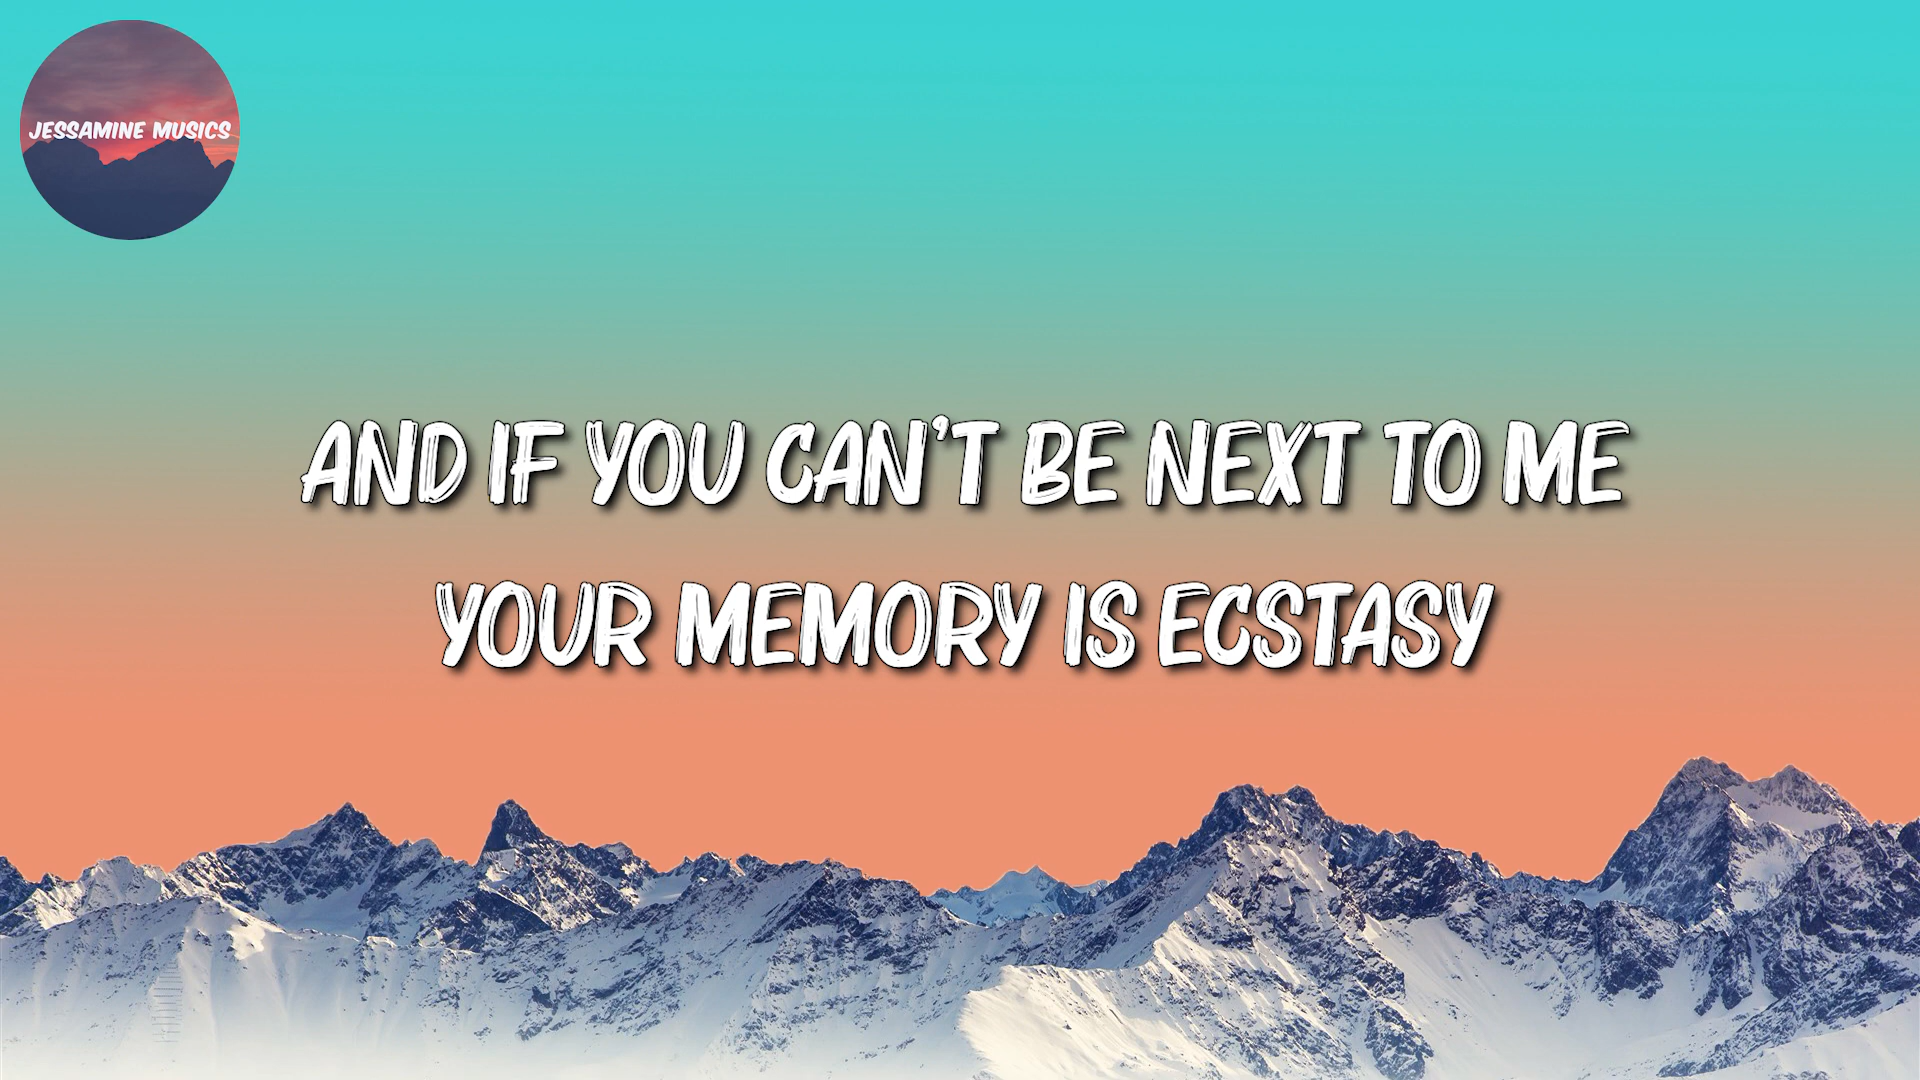 JESSAMINE MUSICS
AND IF YOU CAN'T BE NEXT TO ME
YOUR MEMORY IS ECSTASY